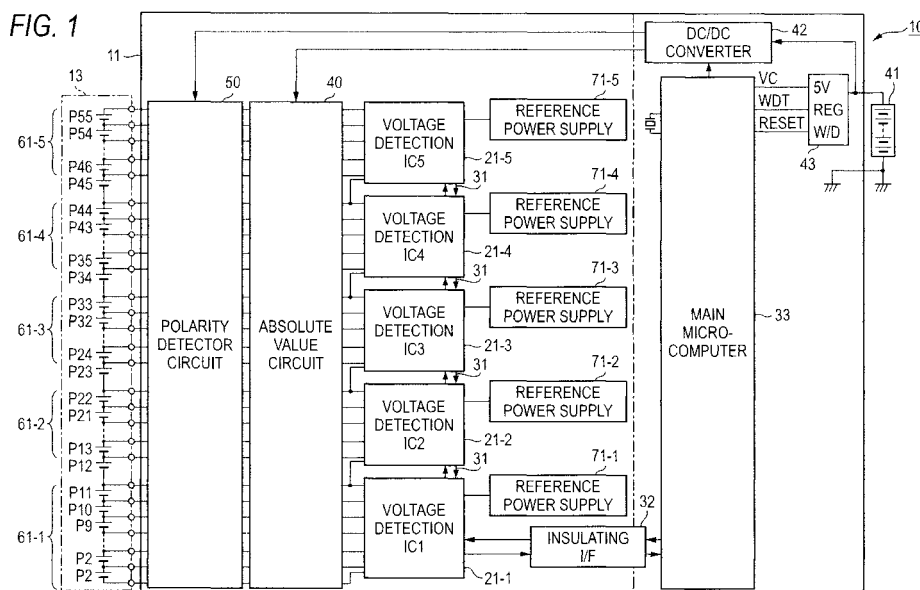 FIG. 1
10
11
42
DC/DC
CONVERTER
41
13
50
40
71-5
VC
5V
WDT
REG
RESET
W/D
43
P55
P54
61-5
P46
P45
VOLTAGE
DETECTION
IC5
REFERENCE
POWER SUPPLY
21-5
31
71-4
P44
P43
61-4
P35
P34
VOLTAGE
DETECTION
IC4
REFERENCE
POWER SUPPLY
21-4
31
71-3
P33
P32
61-3
P24
P23
POLARITY
DETECTOR
CIRCUIT
ABSOLUTE
VALUE
CIRCUIT
VOLTAGE
DETECTION
IC3
REFERENCE
POWER SUPPLY
21-3
31
MAIN
MICRO-
COMPUTER
33
71-2
P22
P21
61-2
P13
P12
VOLTAGE
DETECTION
IC2
REFERENCE
POWER SUPPLY
21-2
31
71-1
P11
P10
P9
61-1
P2
P2
VOLTAGE
DETECTION
IC1
REFERENCE
POWER SUPPLY
32
INSULATING
I/F
21-1